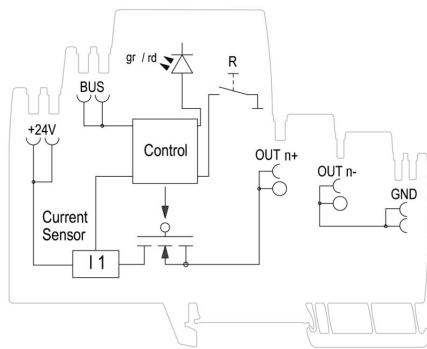 gr / rd
R
BUS
+24V
Control
OUT n+
OUT n-
GND
Current
Sensor
I 1